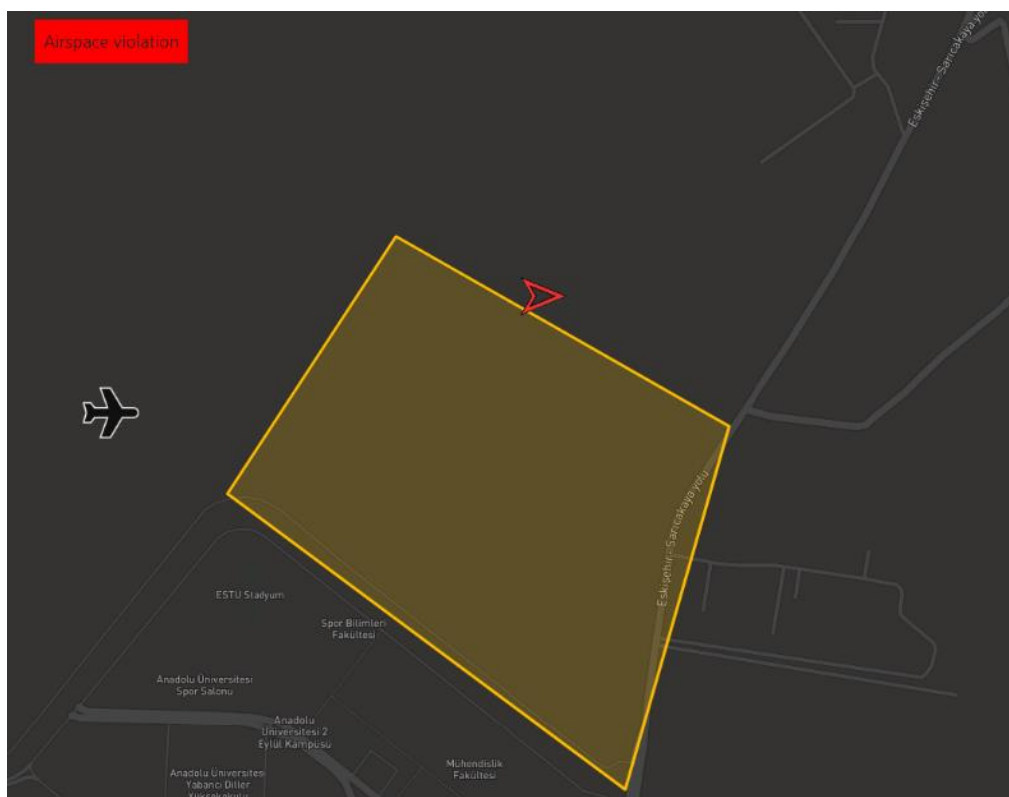 Airspace violation
Eskişehir - Sarıcakaya yolu
Eskişehir - Sarıcakaya yolu
ESTÜ Stadyum
Spor Bilimleri
Fakültesi
Anadolu Üniversitesi
Spor Salonu
Anadolu
Üniversitesi 2
Eylül Kampüsü
Mühendislik
Fakültesi
Anadolu Üniversitesi
Yabancı Diller